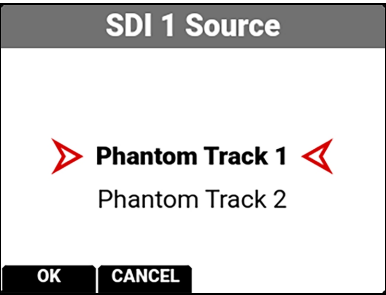 SDI 1 Source
Phantom Track 1
Phantom Track 2
OK CANCEL